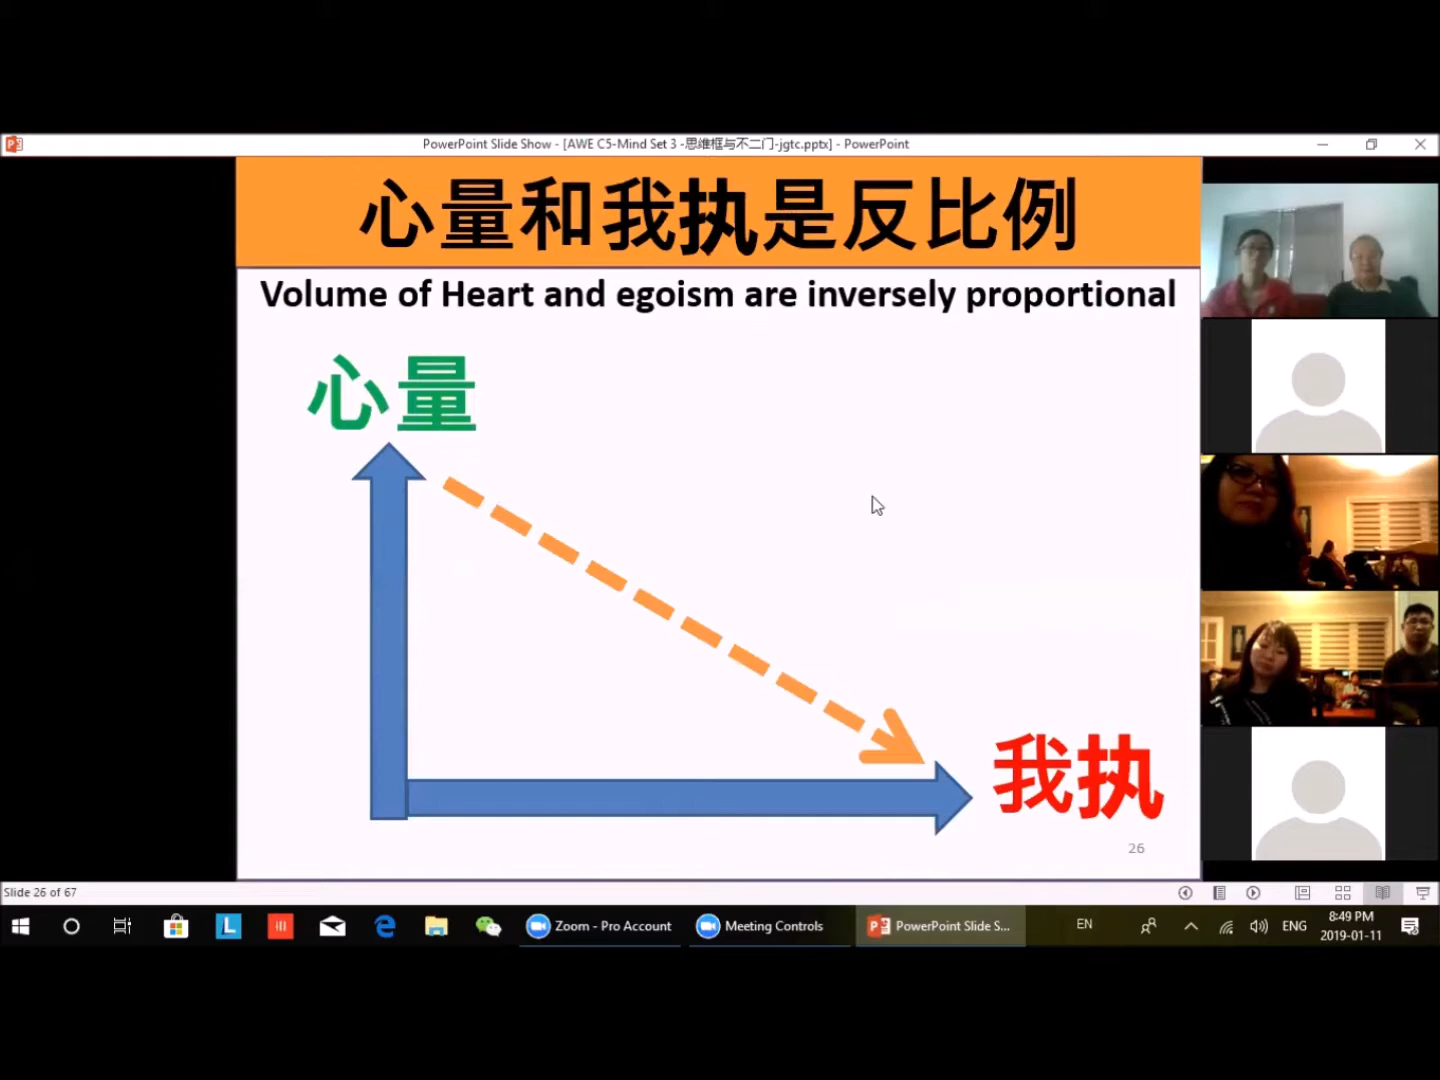 PowerPoint Slide Show - [AWE C5-Mind Set 3 -思维框与不二门-jgtc.pptx] - PowerPoint
心量和我执是反比例
Volume of Heart and egoism are inversely proportional
心量
我执
26
Slide 26 of 67
Zoom - Pro Account
Meeting Controls
PowerPoint Slide S...
EN
ENG
8:49 PM
2019-01-11